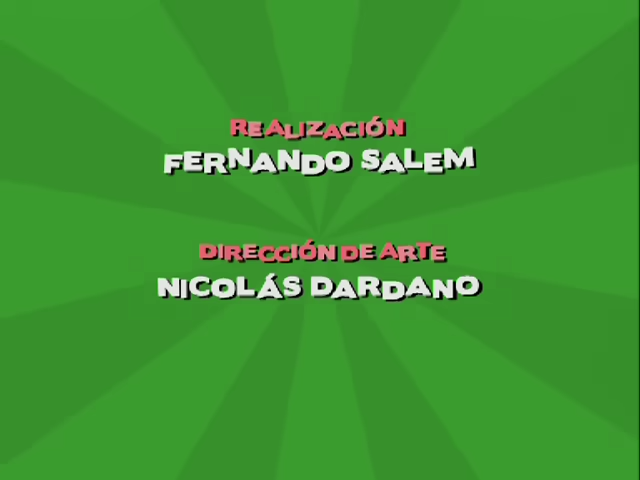 REALIZACIÓN
FERNANDO SALEM
DIRECCIÓN DE ARTE
NICOLÁS DARDANO